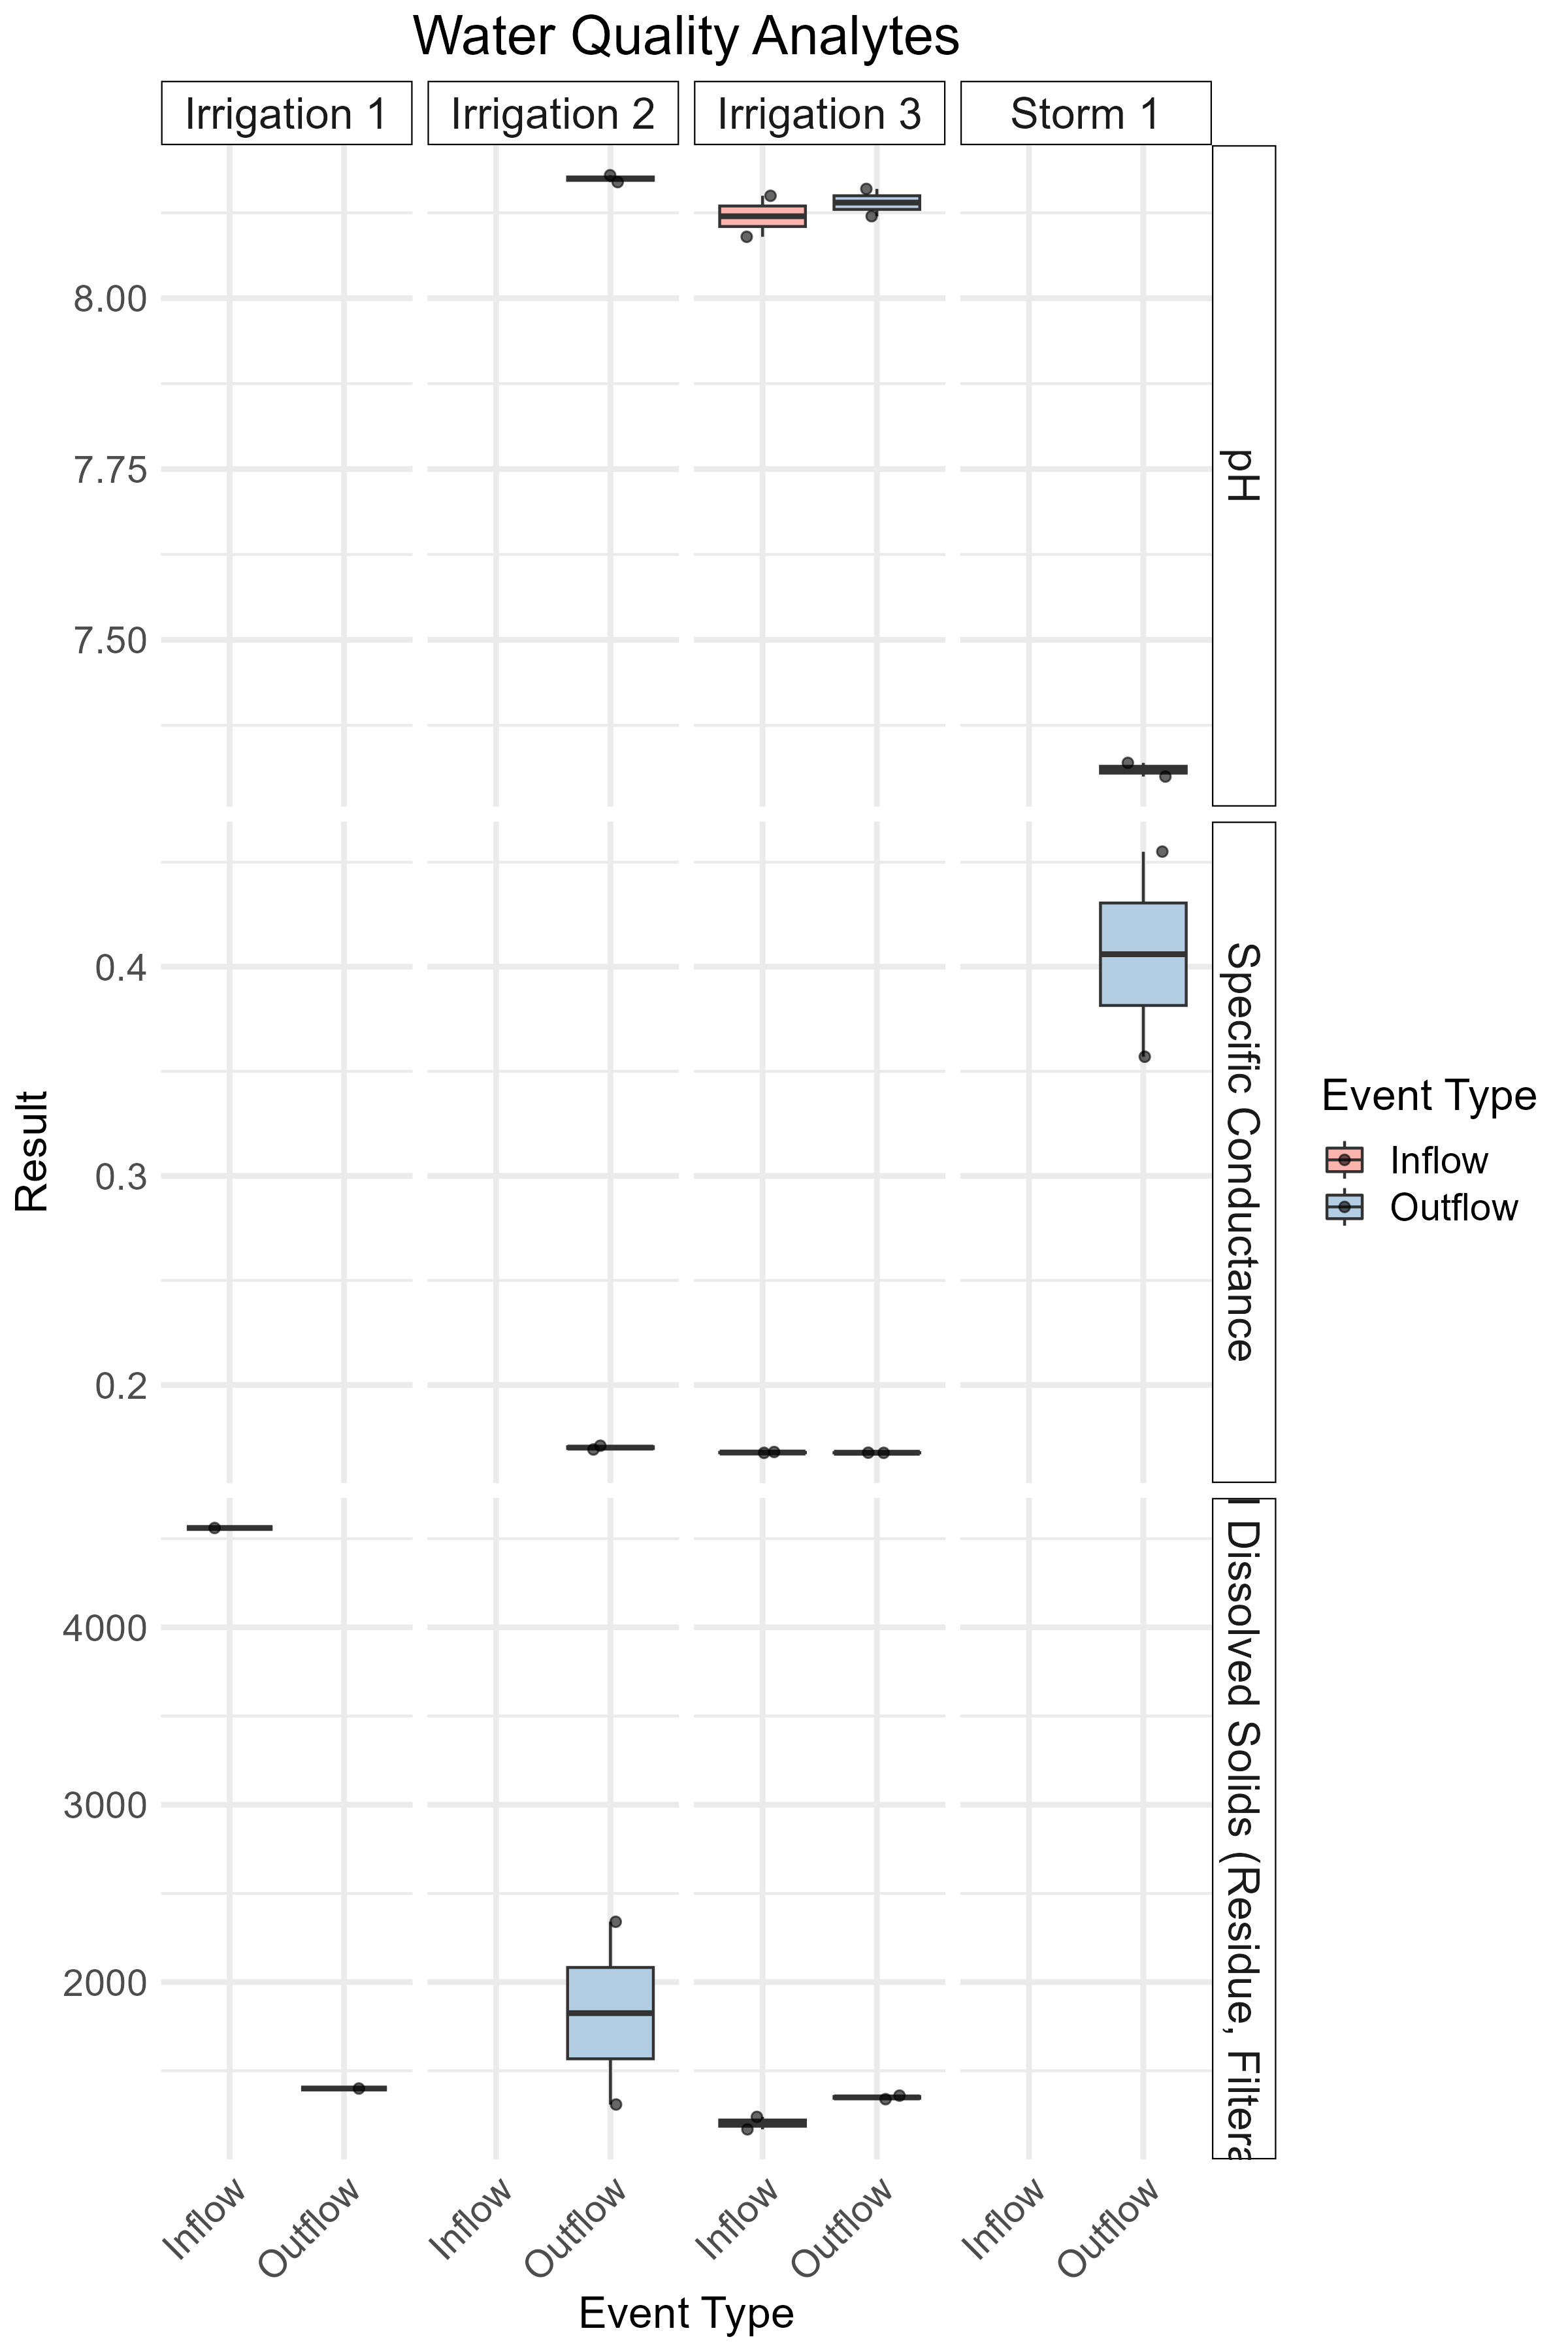 Water Quality Analytes
Irrigation 1
Irrigation 2
Irrigation 3
Storm 1
8.00
7.75
7.50
pH
0.4
0.3
0.2
Specific Conductance
4000
3000
2000
l Dissolved Solids (Residue, Filtera
Result
Inflow
Outflow
Inflow
Outflow
Inflow
Outflow
Inflow
Outflow
Event Type
Event Type
Inflow
Outflow